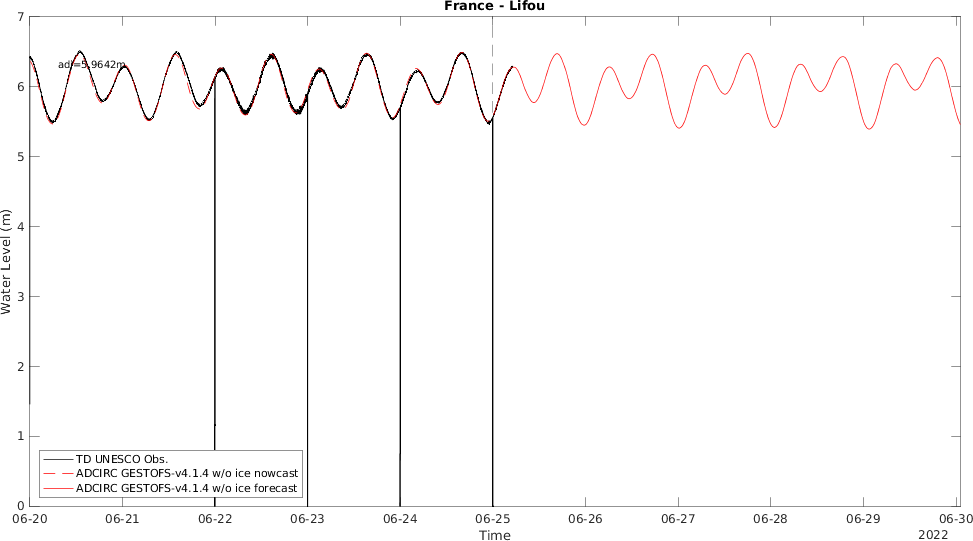 France - Lifou
7
6
5
4
3
2
1
0
Water Level (m)
adj=5.9642m
TD UNESCO Obs.
ADCIRC GESTOFS-v4.1.4 w/o ice nowcast
ADCIRC GESTOFS-v4.1.4 w/o ice forecast
06-20 06-21 06-22 06-23 06-24 06-25 06-26 06-27 06-28 06-29 06-30
Time
2022